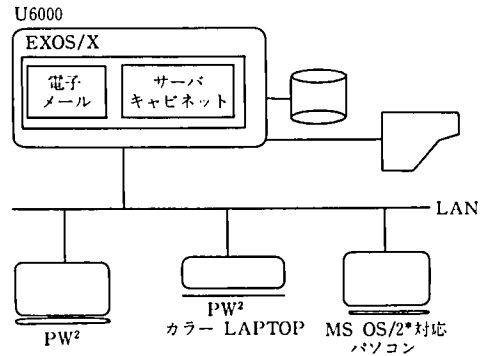 U6000
EXOS/X
電子
メール
サーバ
キャビネット
LAN
PW²
PW²
カラー LAPTOP
MS OS/2*対応
パソコン